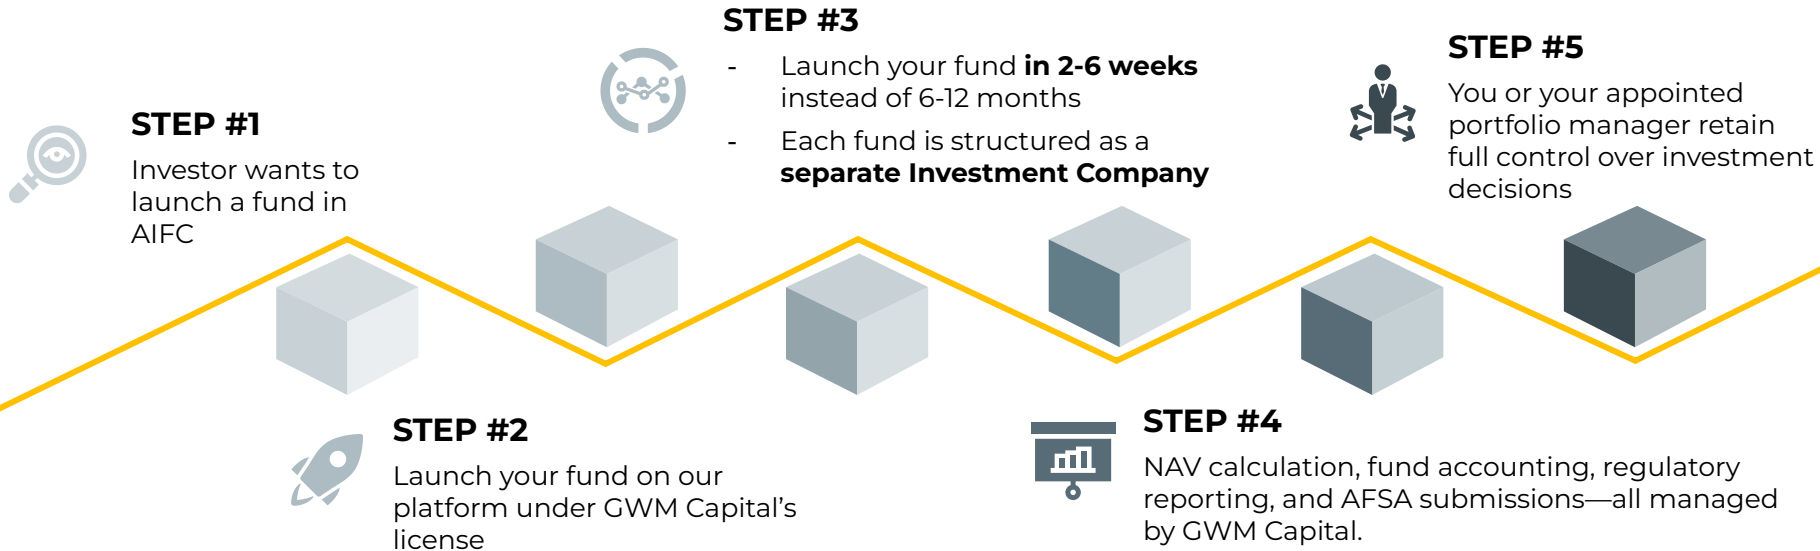 STEP #1
Investor wants to
launch a fund in
AIFC
STEP #2
Launch your fund on our
platform under GWM Capital’s
license
STEP #3
- Launch your fund in 2-6 weeks
instead of 6-12 months
- Each fund is structured as a
separate Investment Company
STEP #4
NAV calculation, fund accounting, regulatory
reporting, and AFSA submissions—all managed
by GWM Capital.
STEP #5
You or your appointed
portfolio manager retain
full control over investment
decisions